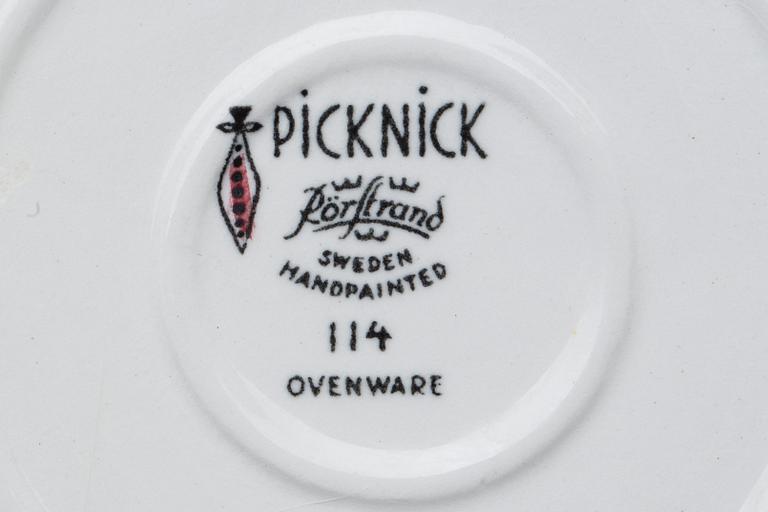 PiCKNiCK
Rörstrand
SWEDEN
HANDPAINTED
114
OVENWARE